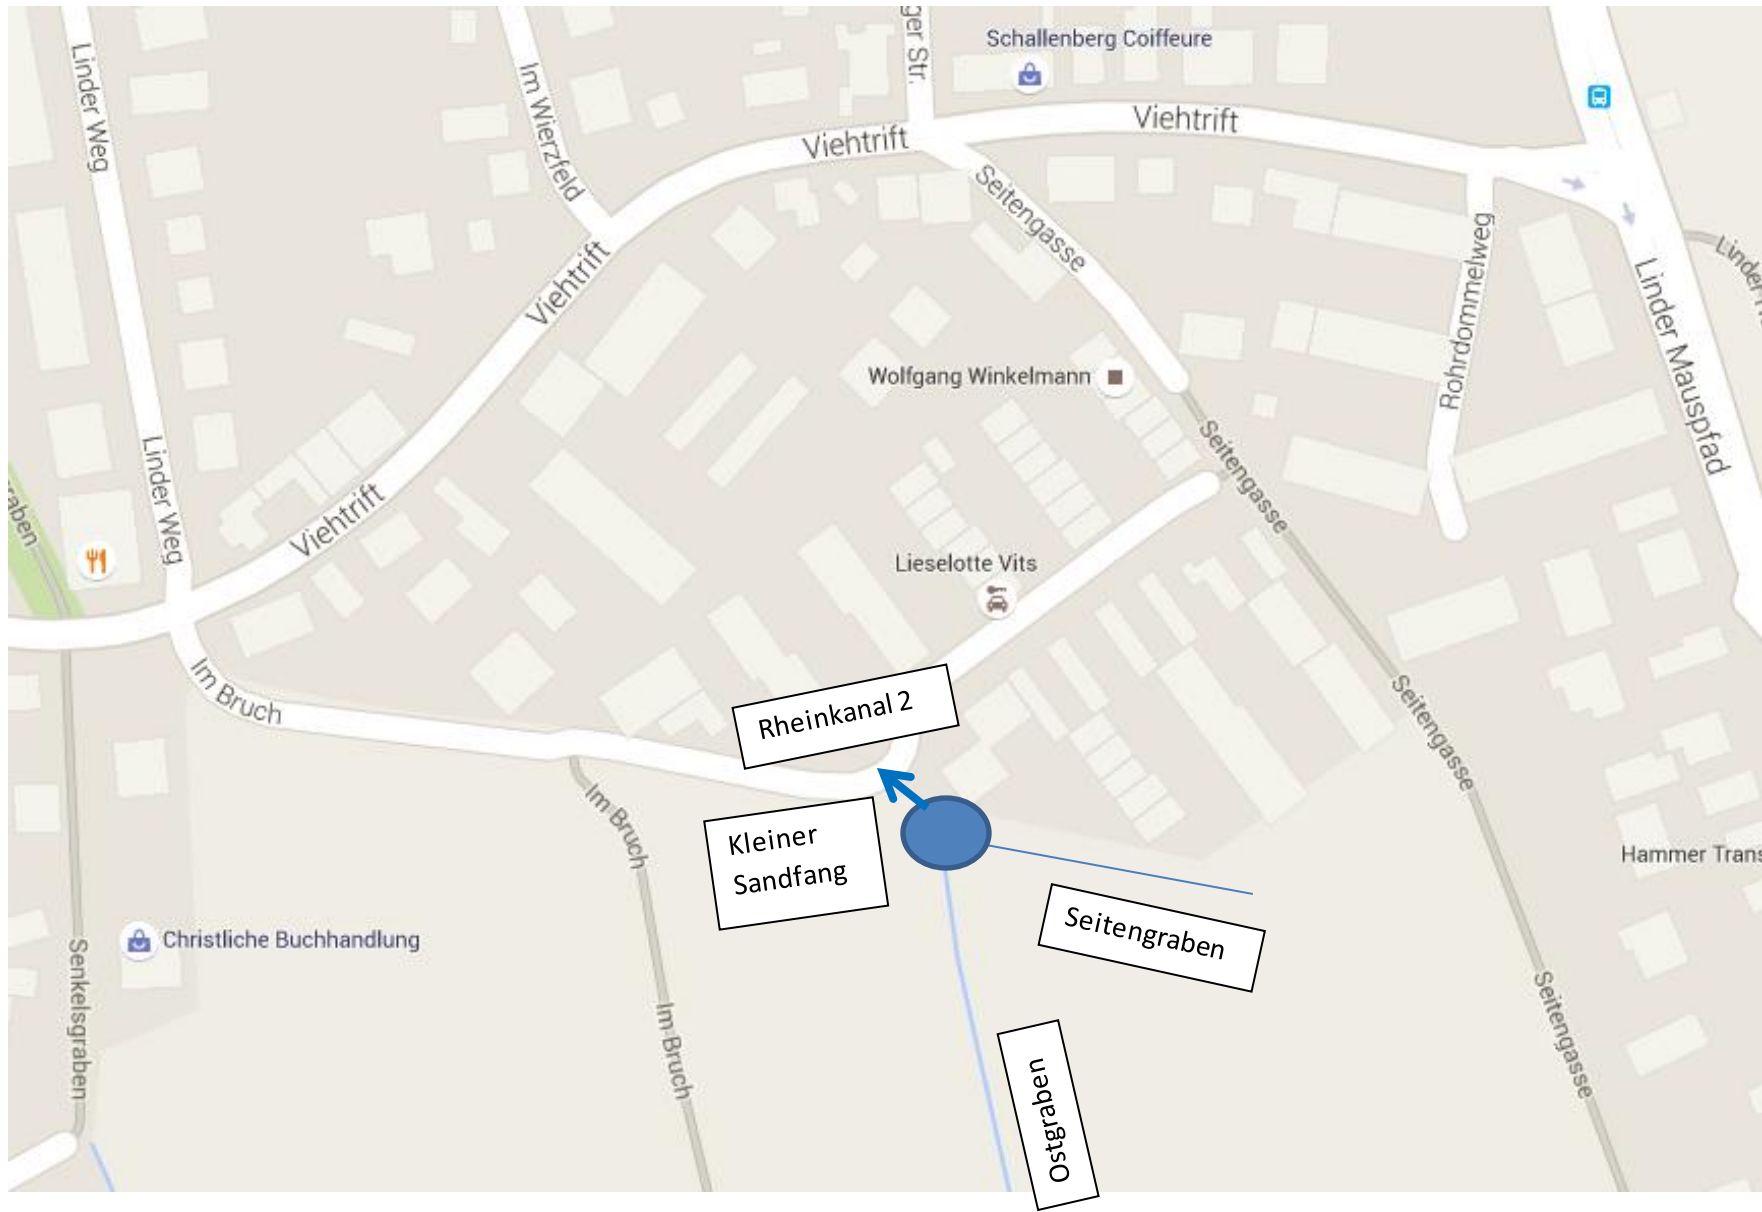 Schallenberg Coiffeure
ger Str.
Linder Weg
Im Wierzfeld
Viehtrift
Viehtrift
Seitengasse
Viehtrift
Rohrdommelweg
Linder Mauspfad
Wolfgang Winkelmann
Linder Weg
Seitengasse
Viehtrift
raben
Lieselotte Vits
Im Bruch
Rheinkanal 2
Seitengasse
Im Bruch
Kleiner
Sandfang
Hammer Trans
Seitengraben
Christliche Buchhandlung
Senkelsgraben
Im Bruch
Seitengasse
Ostgraben